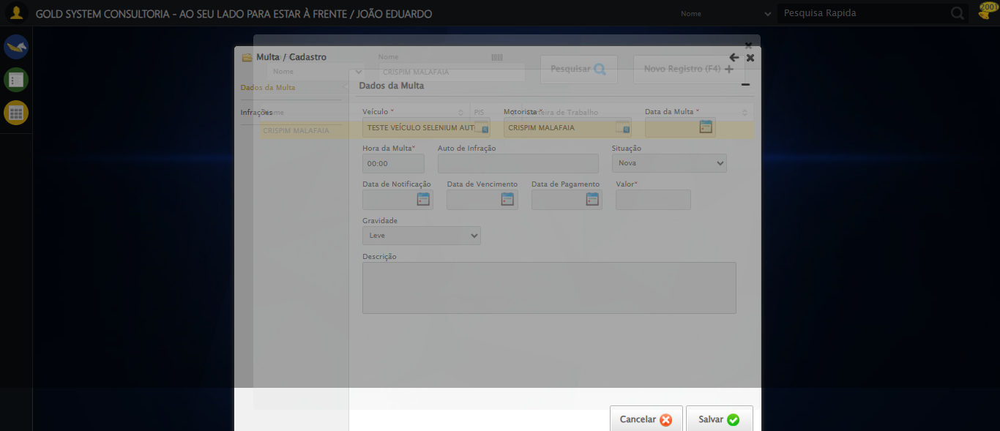 GOLD SYSTEM CONSULTORIA - AO SEU LADO PARA ESTAR À FRENTE / JOÃO EDUARDO
Nome
Pesquisa Rapida
2001
Multa / Cadastro
Nome
Nome
CRISPIM MALAFAIA
Pesquisar
Novo Registro (F4)
Dados da Multa
Infrações
Nome
CRISPIM MALAFAIA
Dados da Multa
Veículo *
PIS
Motorista *
Carteira de Trabalho
Data da Multa *
TESTE VEÍCULO SELENIUM AUT
CRISPIM MALAFAIA
Hora da Multa*
Auto de Infração
Situação
00:00
Nova
Data de Notificação
Data de Vencimento
Data de Pagamento
Valor*
Gravidade
Leve
Descrição
Cancelar
Salvar